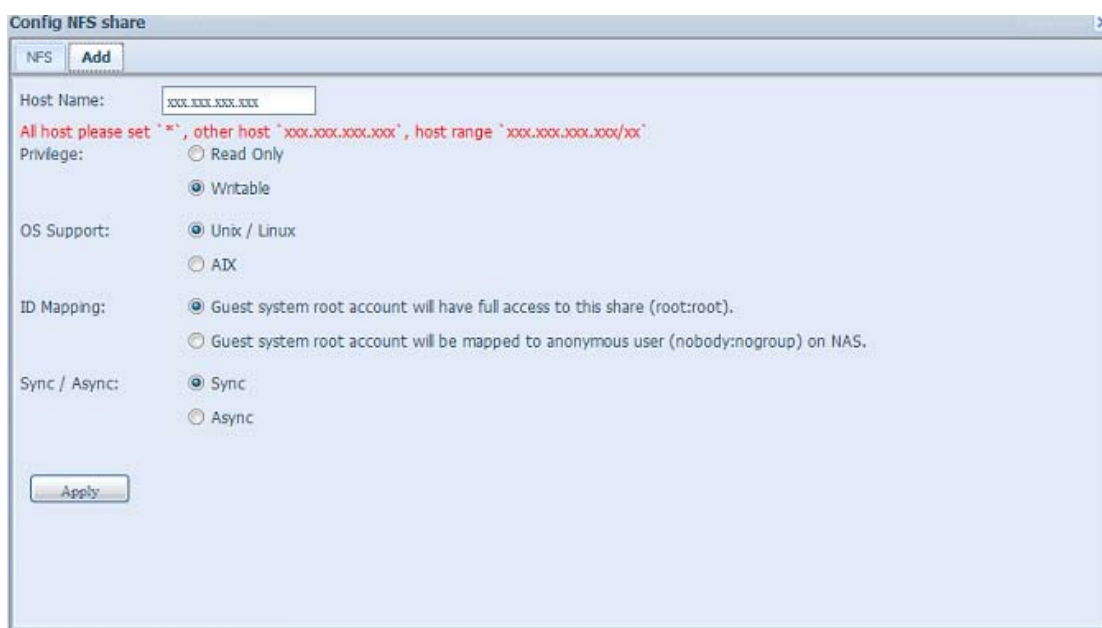 Config NFS share
NFS Add
Host Name: xxx.xxx.xxx.xxx
All host please set `*`, other host `xxx.xxx.xxx.xxx`, host range `xxx.xxx.xxx.xxx/xx`
Privilege: Read Only
Writable
OS Support: Unix / Linux
AIX
ID Mapping: Guest system root account will have full access to this share (root:root).
Guest system root account will be mapped to anonymous user (nobody:nogroup) on NAS.
Sync / Async: Sync
Async
Apply